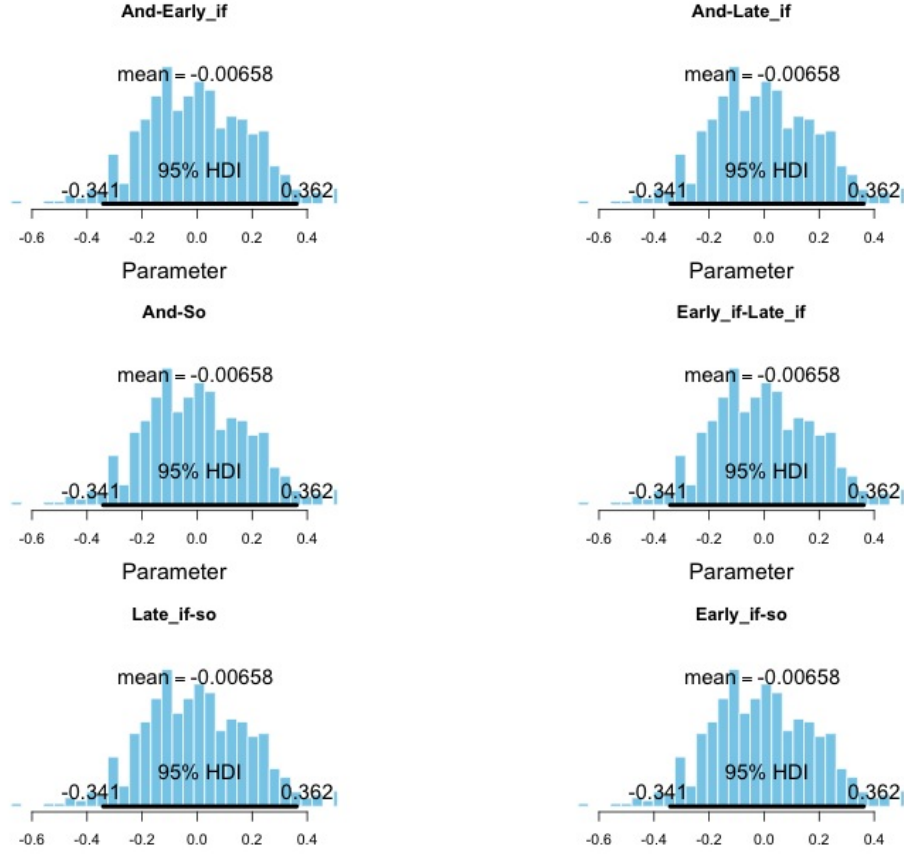 And-Early_if
mean = -0.00658
95% HDI
-0.341 0.362
-0.6 -0.4 -0.2 0.0 0.2 0.4
Parameter
And-Late_if
mean = -0.00658
95% HDI
-0.341 0.362
-0.6 -0.4 -0.2 0.0 0.2 0.4
Parameter
And-So
mean = -0.00658
95% HDI
-0.341 0.362
-0.6 -0.4 -0.2 0.0 0.2 0.4
Parameter
Early_if-Late_if
mean = -0.00658
95% HDI
-0.341 0.362
-0.6 -0.4 -0.2 0.0 0.2 0.4
Parameter
Late_if-so
mean = -0.00658
95% HDI
-0.341 0.362
-0.6 -0.4 -0.2 0.0 0.2 0.4
Early_if-so
mean = -0.00658
95% HDI
-0.341 0.362
-0.6 -0.4 -0.2 0.0 0.2 0.4